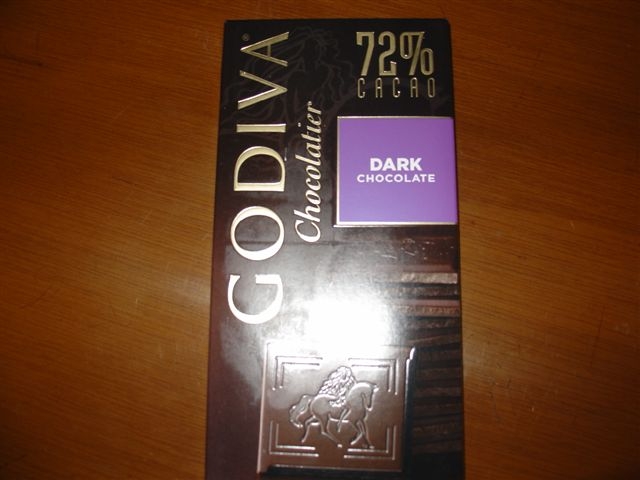 GODIVA®
Chocolatier
72%
CACAO
DARK
CHOCOLATE